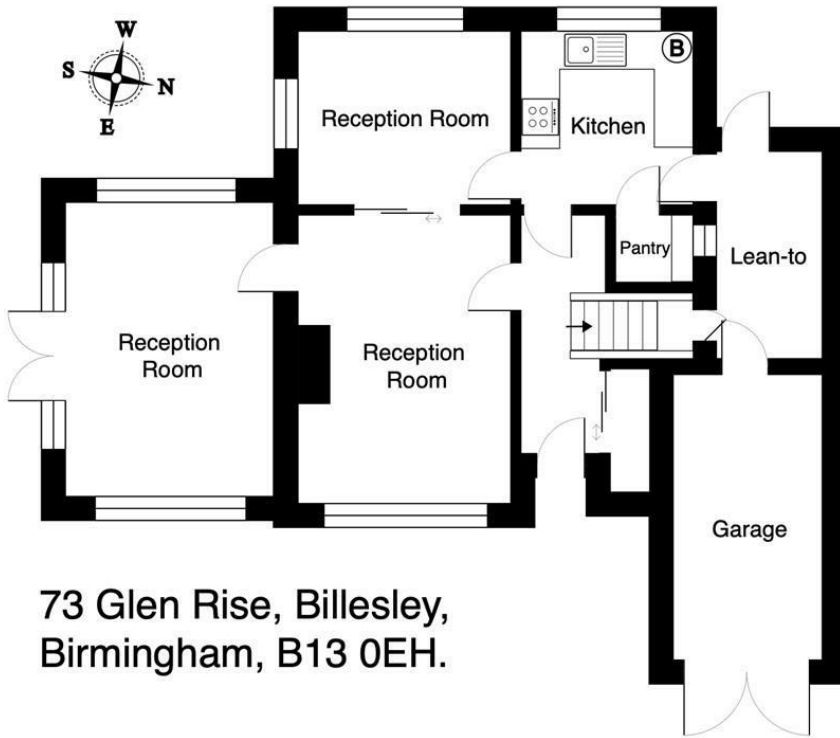 W
S
N
E
B
Reception Room
Kitchen
Pantry
Lean-to
Reception
Room
Reception
Room
Garage
73 Glen Rise, Billesley,
Birmingham, B13 0EH.